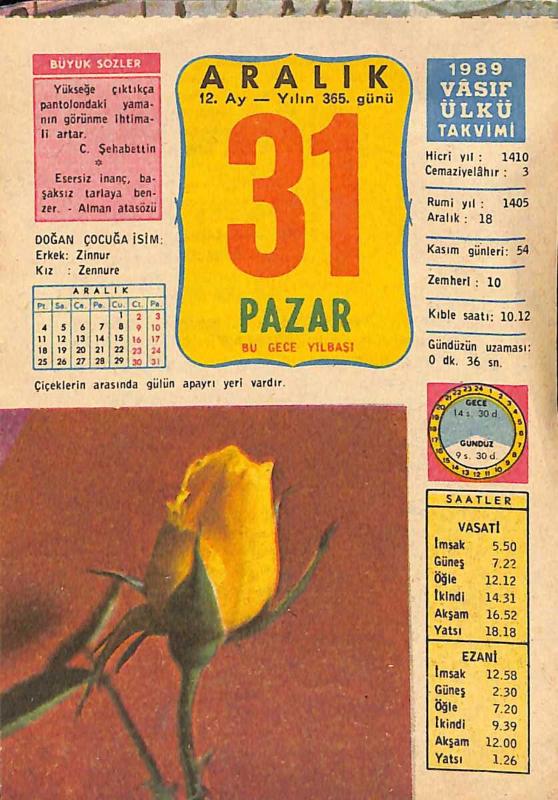 BÜYÜK SÖZLER
Yükseğe çıktıkça
pantolondaki yama-
nın görünme ihtima-
li artar.
C. Şehabettin
*
Esersiz inanç, ba-
şaksız tarlaya ben-
zer. - Alman atasözü
DOĞAN ÇOCUĞA İSİM:
Erkek: Zinnur
Kız : Zennure
ARALIK
Pt. Sa. Ça. Pe. Cu. Ct. Pa.
1 2 3
4 5 6 7 8 9 10
11 12 13 14 15 16 17
18 19 20 21 22 23 24
25 26 27 28 29 30 31
ARALIK
12. Ay — Yılın 365. günü
31
PAZAR
BU GECE YILBAŞI
1989
VÂSIF
ÜLKÜ
TAKVİMİ
Hicri yıl : 1410
Cemaziyelâhır : 3
Rumi yıl : 1405
Aralık : 18
Kasım günleri: 54
Zemheri : 10
Kıble saati: 10.12
Gündüzün uzaması:
0 dk. 36 sn.
Çiçeklerin arasında gülün apayrı yeri vardır.
GECE
14 s. 30 d.
GÜNDÜZ
9 s. 30 d.
SAATLER
VASATİ
İmsak 5.50
Güneş 7.22
Öğle 12.12
İkindi 14.31
Akşam 16.52
Yatsı 18.18
EZANİ
İmsak 12.58
Güneş 2.30
Öğle 7.20
İkindi 9.39
Akşam 12.00
Yatsı 1.26